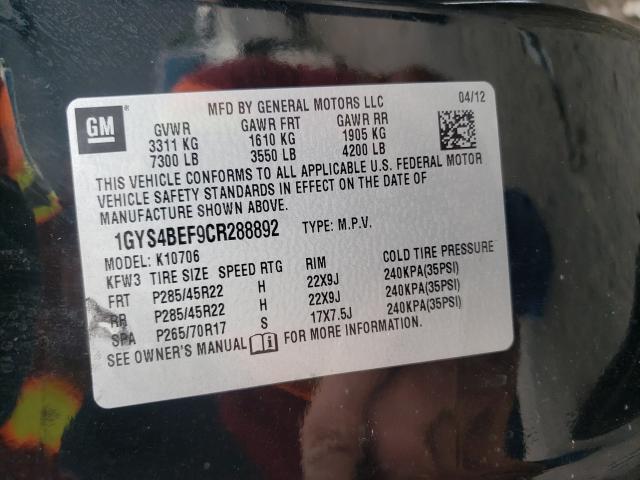 GM ®
MFD BY GENERAL MOTORS LLC 04/12
GVWR GAWR FRT GAWR RR
3311 KG 1610 KG 1905 KG
7300 LB 3550 LB 4200 LB
THIS VEHICLE CONFORMS TO ALL APPLICABLE U.S. FEDERAL MOTOR
VEHICLE SAFETY STANDARDS IN EFFECT ON THE DATE OF
MANUFACTURE SHOWN ABOVE.
1GYS4BEF9CR288892 TYPE: M.P.V.
MODEL: K10706
KFW3 TIRE SIZE SPEED RTG RIM COLD TIRE PRESSURE
FRT P285/45R22 H 22X9J 240KPA(35PSI)
RR P285/45R22 H 22X9J 240KPA(35PSI)
SPA P265/70R17 S 17X7.5J 240KPA(35PSI)
SEE OWNER'S MANUAL FOR MORE INFORMATION.